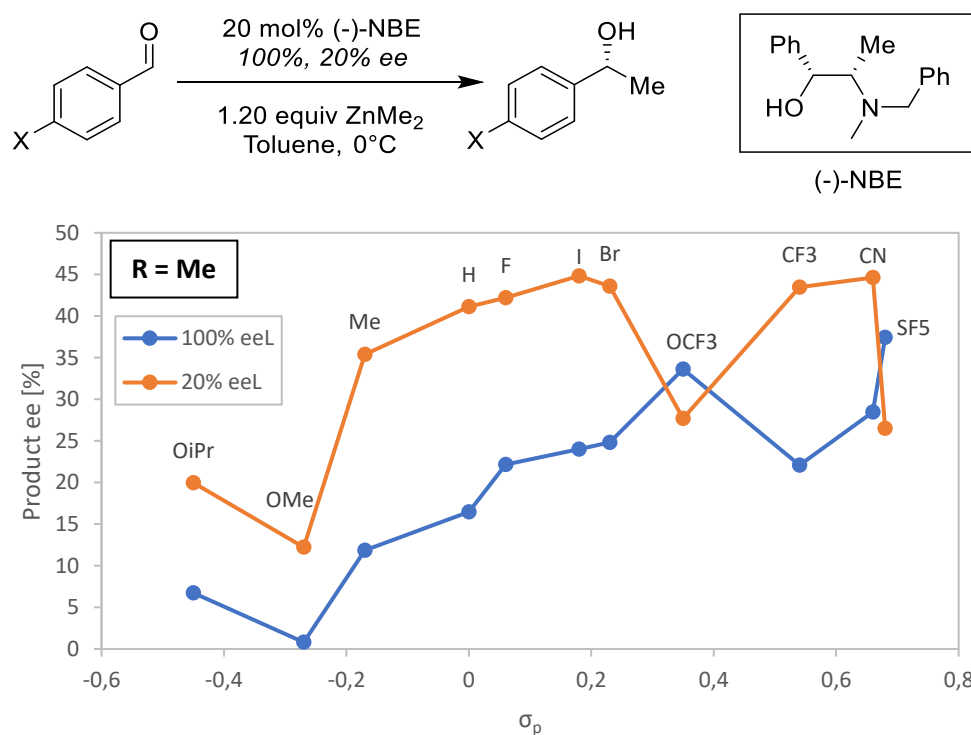 O
X
20 mol% (-)-NBE
100%, 20% ee
1.20 equiv ZnMe2
Toluene, 0°C
OH
Me
X
Ph
Me
Ph
HO
N
(-)-NBE
R = Me
100% eeL
20% eeL
OiPr
OMe
Me
H
F
I
Br
OCF3
CF3
CN
SF5
Product ee [%]
50
45
40
35
30
25
20
15
10
5
0
-0,6
-0,4
-0,2
0
0,2
0,4
0,6
0,8
σp